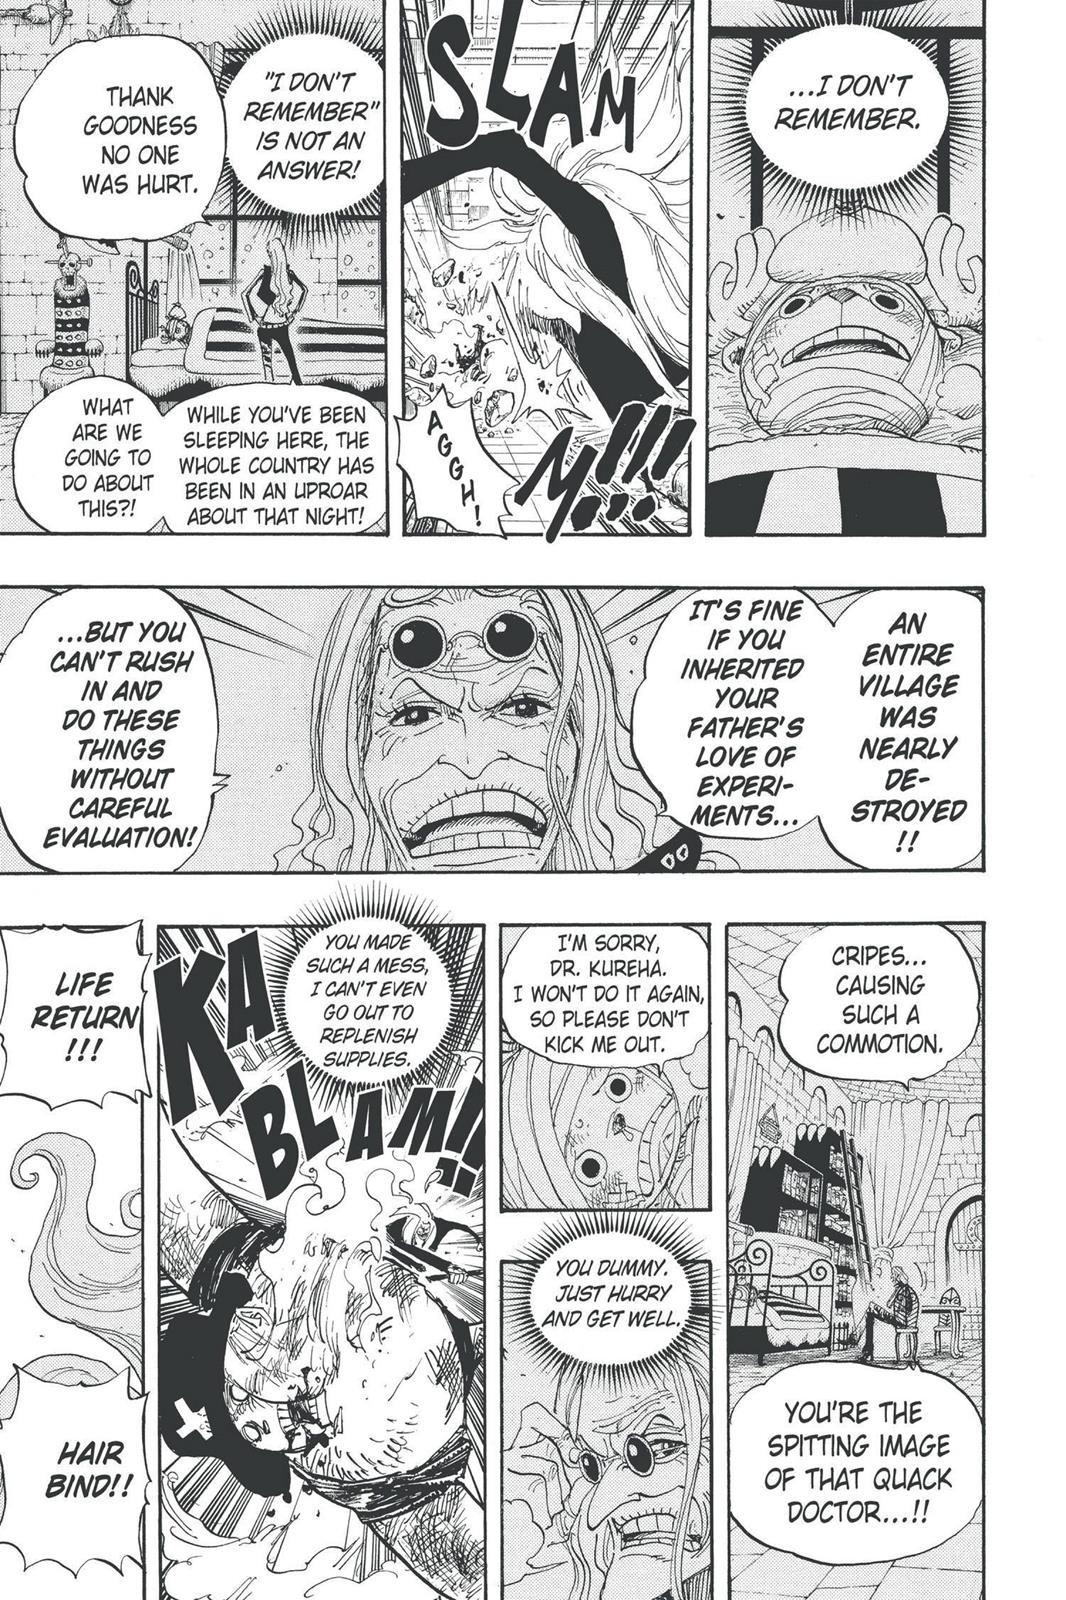 ...I DON'T
REMEMBER.
SLAM
AGGH!
"I DON'T
REMEMBER"
IS NOT AN
ANSWER!
THANK
GOODNESS
NO ONE
WAS HURT.
WHILE YOU'VE BEEN
SLEEPING HERE, THE
WHOLE COUNTRY HAS
BEEN IN AN UPROAR
ABOUT THAT NIGHT!
WHAT
ARE WE
GOING TO
DO ABOUT
THIS?!
AN
ENTIRE
VILLAGE
WAS
NEARLY
DE-
STROYED
!!
IT'S FINE
IF YOU
INHERITED
YOUR
FATHER'S
LOVE OF
EXPERI-
MENTS...
...BUT YOU
CAN'T RUSH
IN AND
DO THESE
THINGS
WITHOUT
CAREFUL
EVALUATION!
CRIPES...
CAUSING
SUCH A
COMMOTION.
YOU'RE THE
SPITTING IMAGE
OF THAT QUACK
DOCTOR...!!
I'M SORRY,
DR. KUREHA.
I WON'T DO IT AGAIN,
SO PLEASE DON'T
KICK ME OUT.
YOU DUMMY.
JUST HURRY
AND GET WELL.
YOU MADE
SUCH A MESS,
I CAN'T EVEN
GO OUT TO
REPLENISH
SUPPLIES.
KA
BLAM!!
LIFE
RETURN
!!!
HAIR
BIND!!